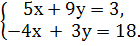 5x + 9y = 3,
−4x + 3y = 18.